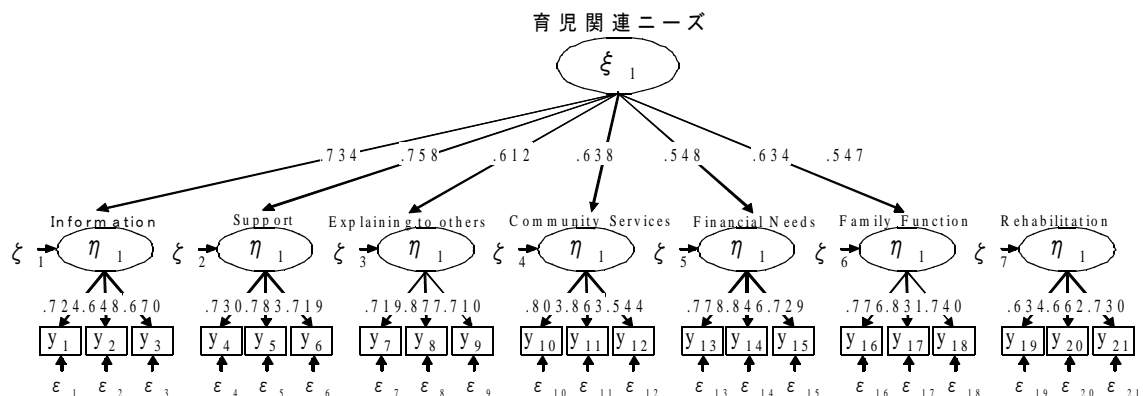 育児関連ニーズ
ξ 1
.734 .758 .612 .638 .548 .634 .547
Information Support Explaining to others Community Services Financial Needs Family Function Rehabilitation
ζ 1 η 1 ζ 2 η 1 ζ 3 η 1 ζ 4 η 1 ζ 5 η 1 ζ 6 η 1 ζ 7 η 1
.724 .648 .670 .730 .783 .719 .719 .877 .710 .803 .863 .544 .778 .846 .729 .776 .831 .740 .634 .662 .730
y1 y2 y3 y4 y5 y6 y7 y8 y9 y10 y11 y12 y13 y14 y15 y16 y17 y18 y19 y20 y21
ε1 ε2 ε3 ε4 ε5 ε6 ε7 ε8 ε9 ε10 ε11 ε12 ε13 ε14 ε15 ε16 ε17 ε18 ε19 ε20 ε21